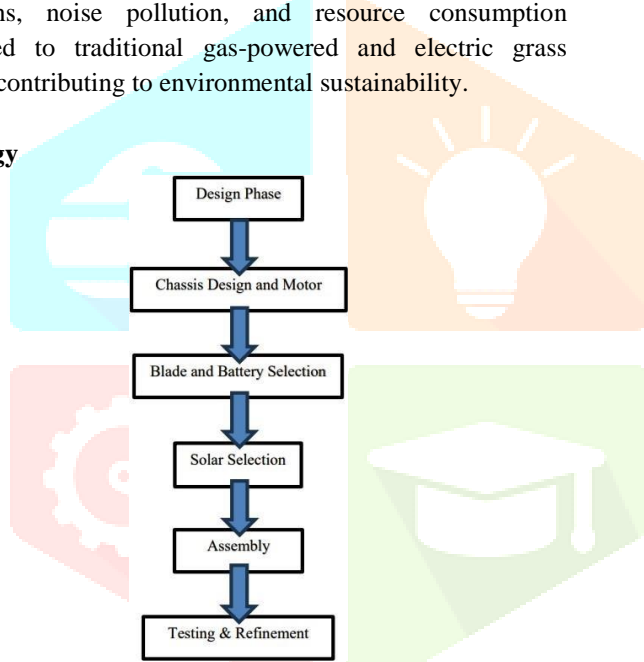 ns, noise pollution, and resource consumption
ed to traditional gas-powered and electric grass
contributing to environmental sustainability.
gy
Design Phase
Chassis Design and Motor
Blade and Battery Selection
Solar Selection
Assembly
Testing & Refinement